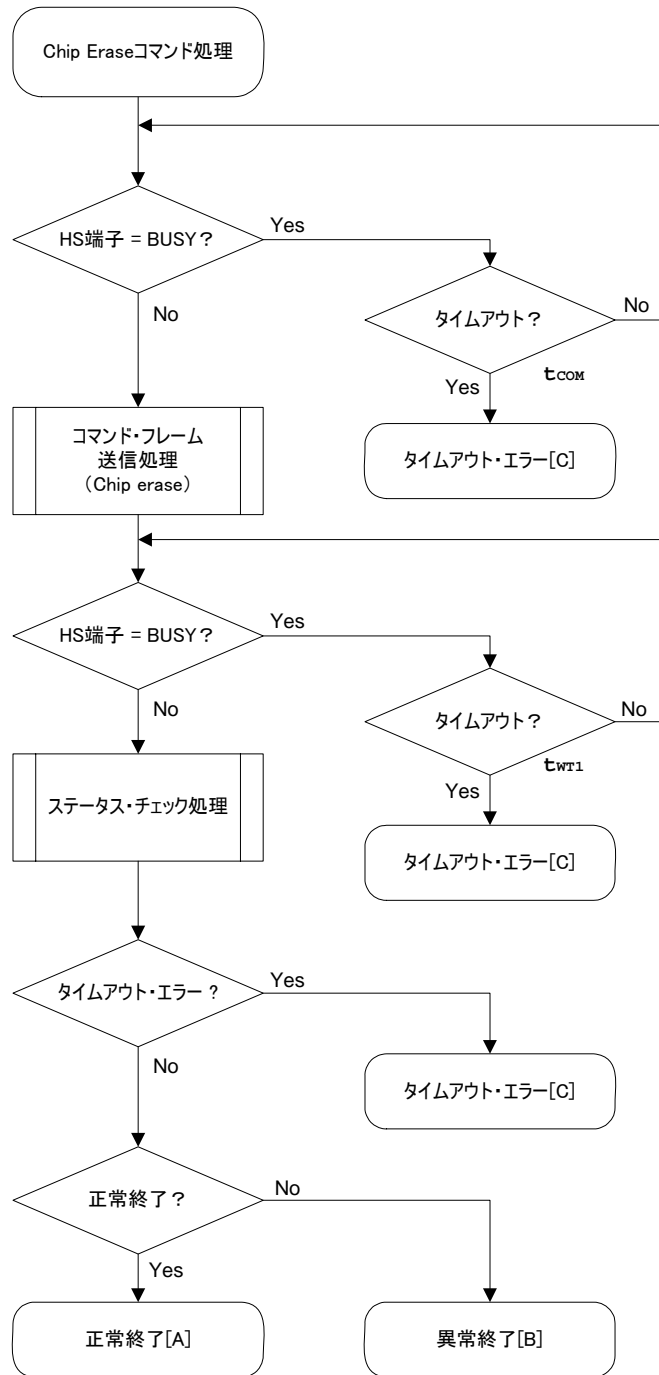 Chip Eraseコマンド処理
HS端子 = BUSY？
Yes
No
タイムアウト？
No
tCOM
Yes
タイムアウト・エラー[C]
コマンド・フレーム
送信処理
（Chip erase）
HS端子 = BUSY？
Yes
No
タイムアウト？
No
tWT1
Yes
タイムアウト・エラー[C]
ステータス・チェック処理
タイムアウト・エラー？
Yes
No
タイムアウト・エラー[C]
正常終了？
No
Yes
正常終了[A]
異常終了[B]